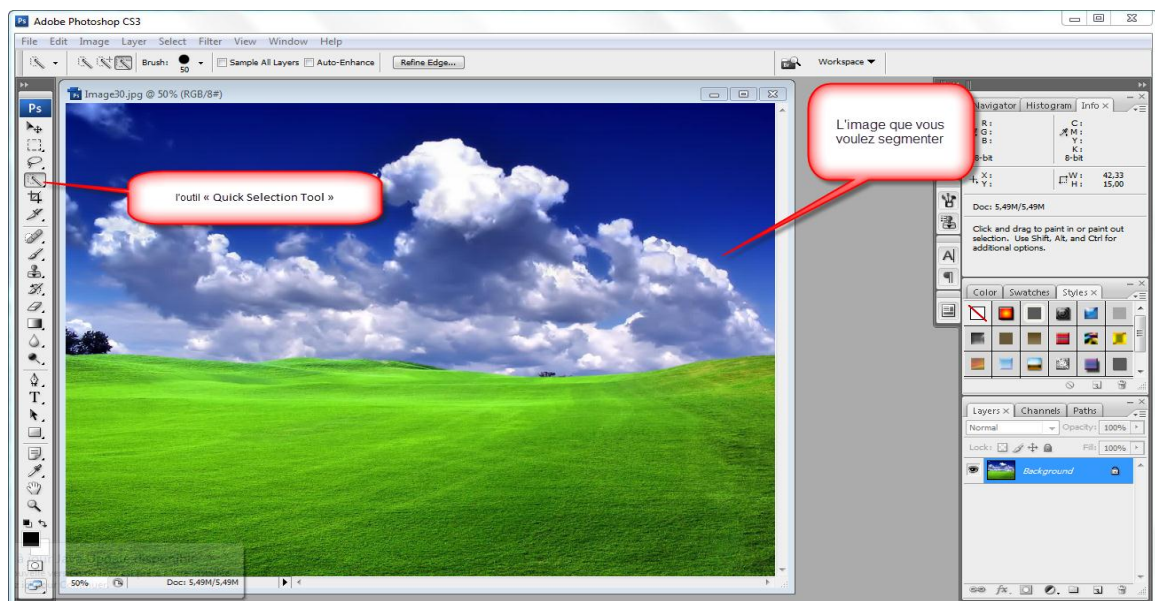 Ps Adobe Photoshop CS3
File Edit Image Layer Select Filter View Window Help
Brush: 50 Sample All Layers Auto-Enhance Refine Edge... Workspace
Ps
Image30.jpg @ 50% (RGB/8#)
L'image que vous
voulez segmenter
l'outil « Quick Selection Tool »
Navigator Histogram Info ×
R: C:
G: M:
B: Y:
K:
8-bit 8-bit
X: W: 42,33
Y: H: 15,00
Doc: 5,49M/5,49M
Click and drag to paint in or paint out
selection. Use Shift, Alt, and Ctrl for
additional options.
A
Color Swatches Styles ×
T
Layers × Channels Paths
Normal Opacity: 100%
Lock: Fill: 100%
Background
50% Doc: 5,49M/5,49M
fx.